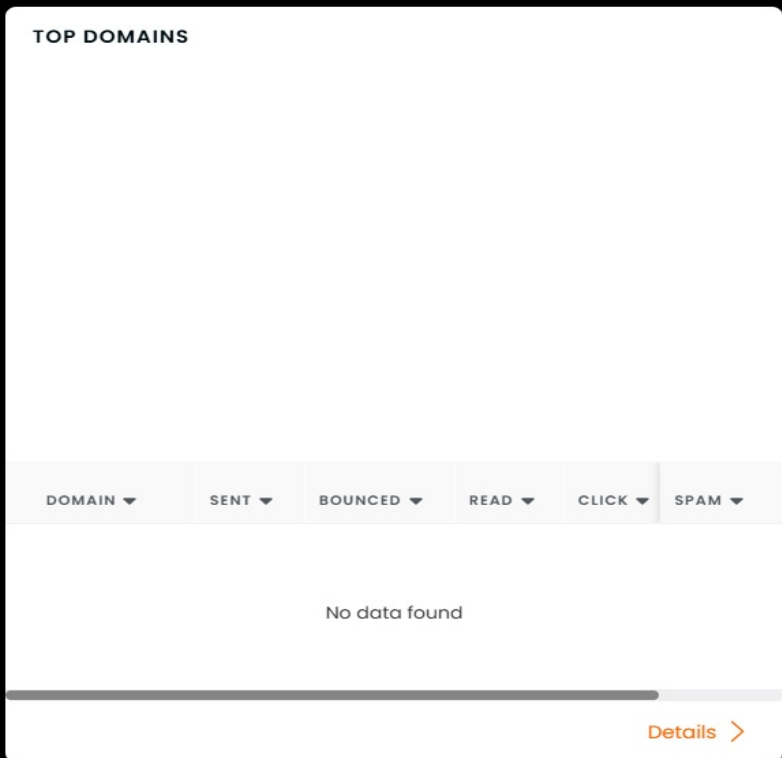 TOP DOMAINS
DOMAIN SENT BOUNCED READ CLICK SPAM
No data found
Details